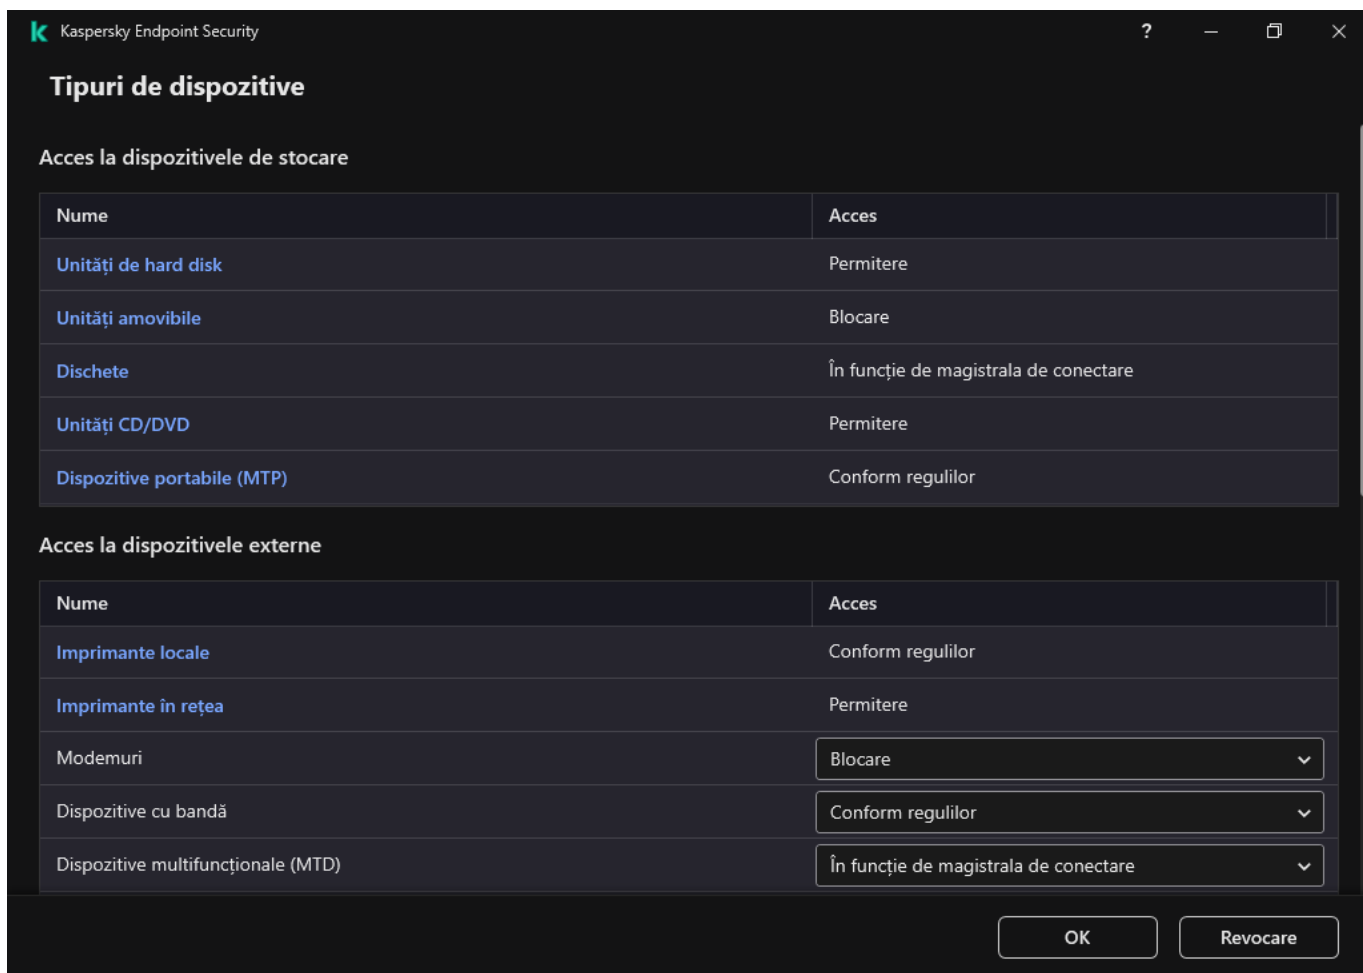 Kaspersky Endpoint Security
?
Tipuri de dispozitive
Acces la dispozitivele de stocare
Nume Acces
Unități de hard disk Permitere
Unități amovibile Blocare
Dischete În funcție de magistrala de conectare
Unități CD/DVD Permitere
Dispozitive portabile (MTP) Conform regulilor
Acces la dispozitivele externe
Nume Acces
Imprimante locale Conform regulilor
Imprimante în rețea Permitere
Modemuri Blocare
Dispozitive cu bandă Conform regulilor
Dispozitive multifuncționale (MTD) În funcție de magistrala de conectare
OK Revocare